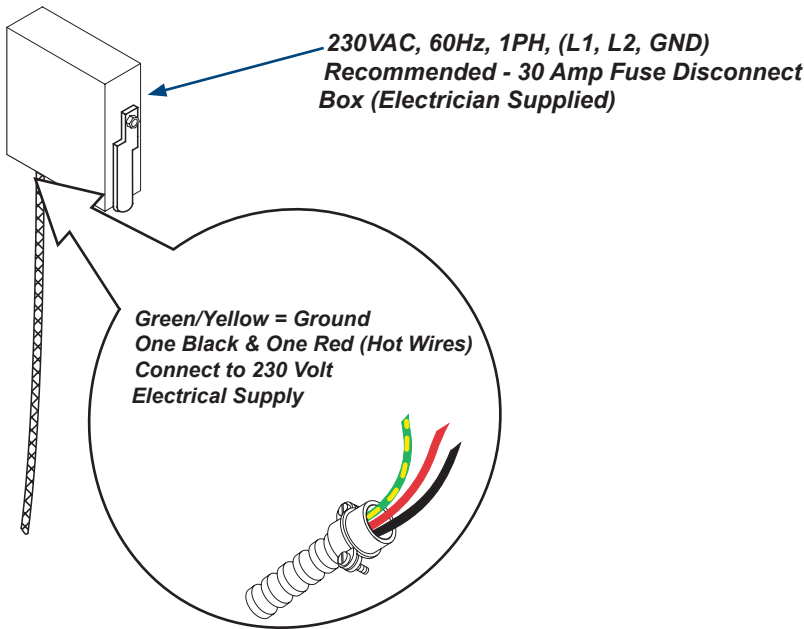 230VAC, 60Hz, 1PH, (L1, L2, GND)
Recommended - 30 Amp Fuse Disconnect
Box (Electrician Supplied)
Green/Yellow = Ground
One Black & One Red (Hot Wires)
Connect to 230 Volt
Electrical Supply